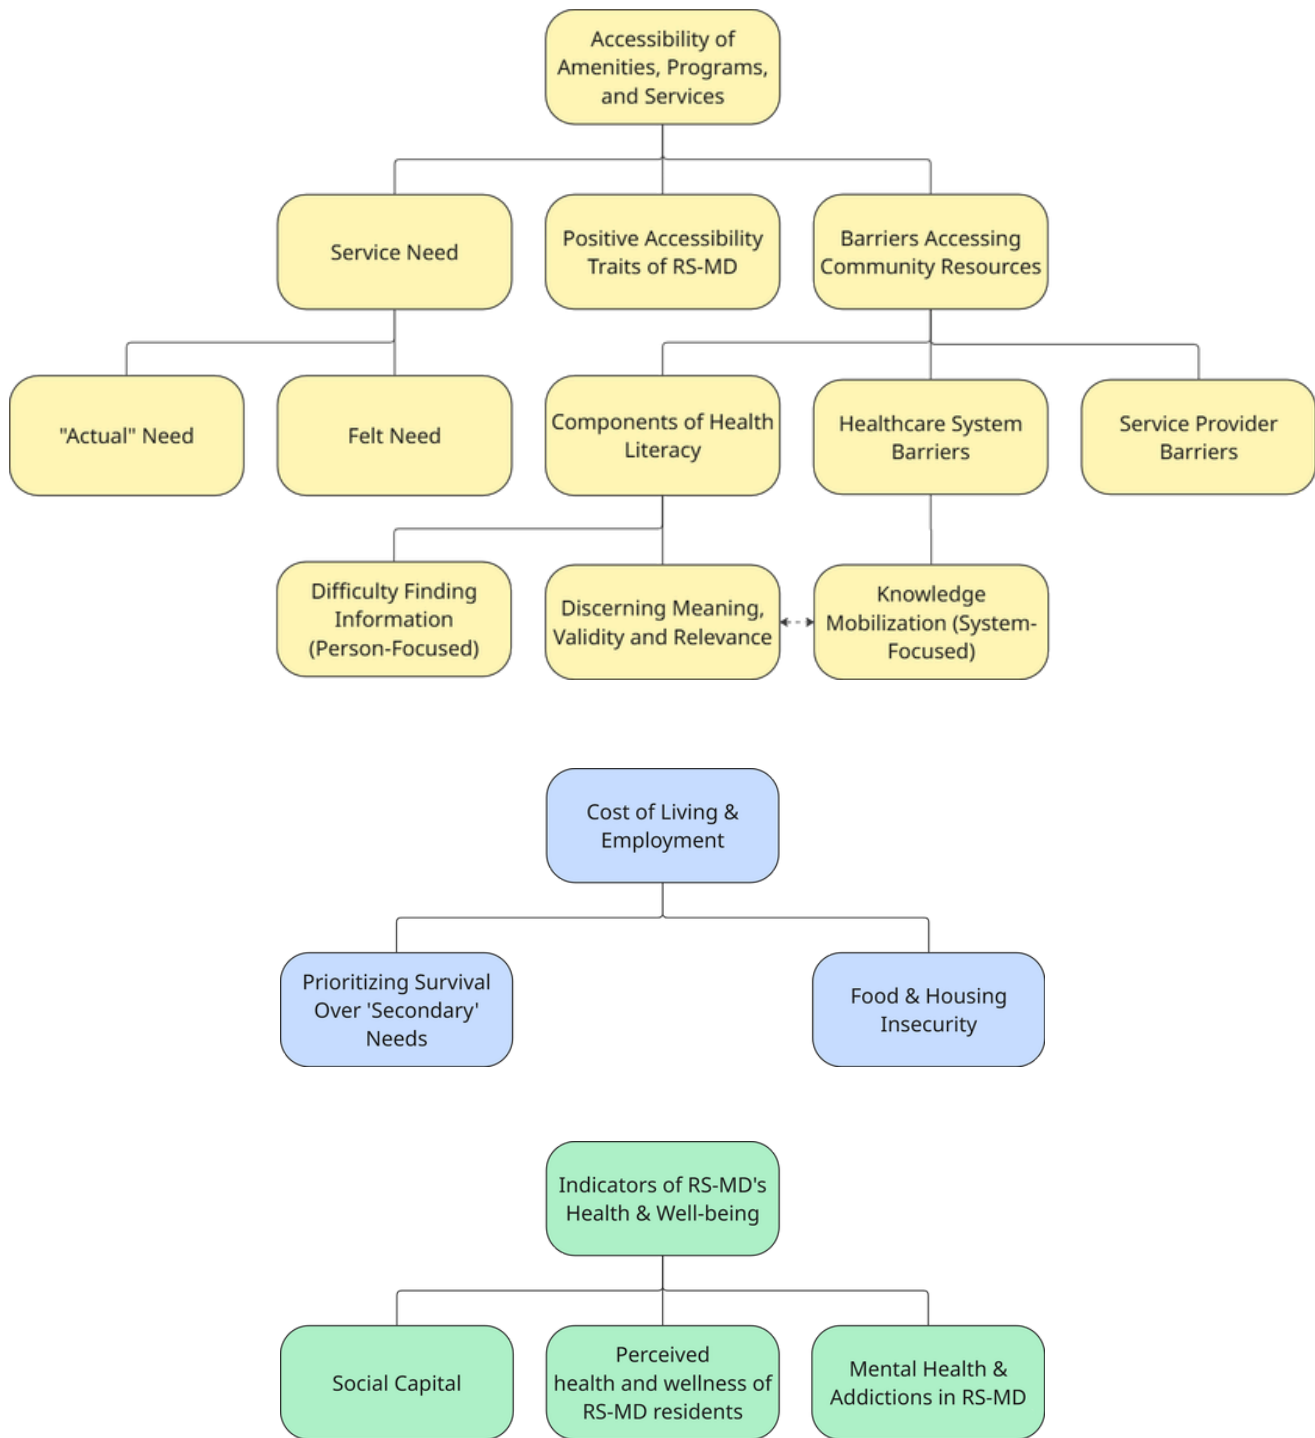 Accessibility of
Amenities, Programs,
and Services
Service Need
Positive Accessibility
Traits of RS-MD
Barriers Accessing
Community Resources
"Actual" Need
Felt Need
Components of Health
Literacy
Healthcare System
Barriers
Service Provider
Barriers
Difficulty Finding
Information
(Person-Focused)
Discerning Meaning,
Validity and Relevance
Knowledge
Mobilization (System-
Focused)
Cost of Living &
Employment
Prioritizing Survival
Over 'Secondary'
Needs
Food & Housing
Insecurity
Indicators of RS-MD's
Health & Well-being
Social Capital
Perceived
health and wellness of
RS-MD residents
Mental Health &
Addictions in RS-MD